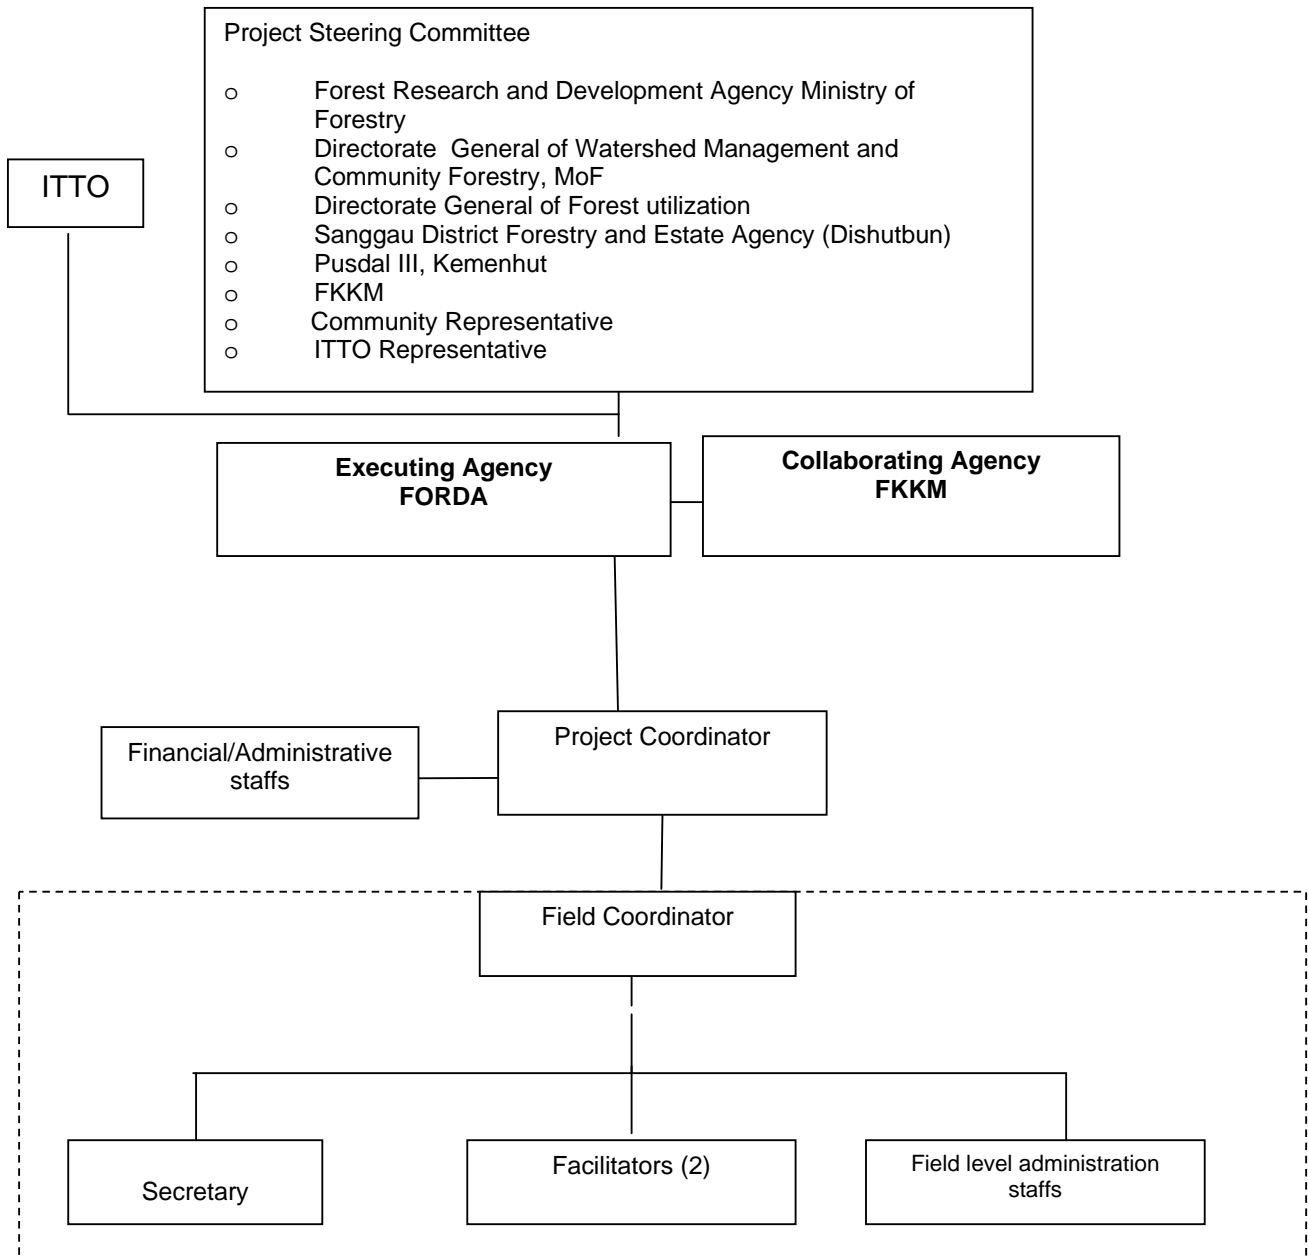 Project Steering Committee
o Forest Research and Development Agency Ministry of
Forestry
o Directorate General of Watershed Management and
Community Forestry, MoF
o Directorate General of Forest utilization
o Sanggau District Forestry and Estate Agency (Dishutbun)
o Pusdal III, Kemenhut
o FKKM
o Community Representative
o ITTO Representative
ITTO
Executing Agency
FORDA
Collaborating Agency
FKKM
Project Coordinator
Financial/Administrative
staffs
Field Coordinator
Secretary
Facilitators (2)
Field level administration
staffs